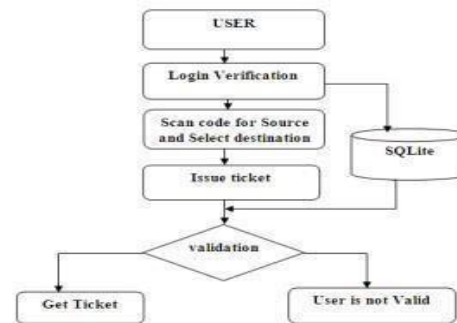 USER
Login Verification
Scan code for Source
and Select destination
SQLite
Issue ticket
validation
Get Ticket
User is not Valid